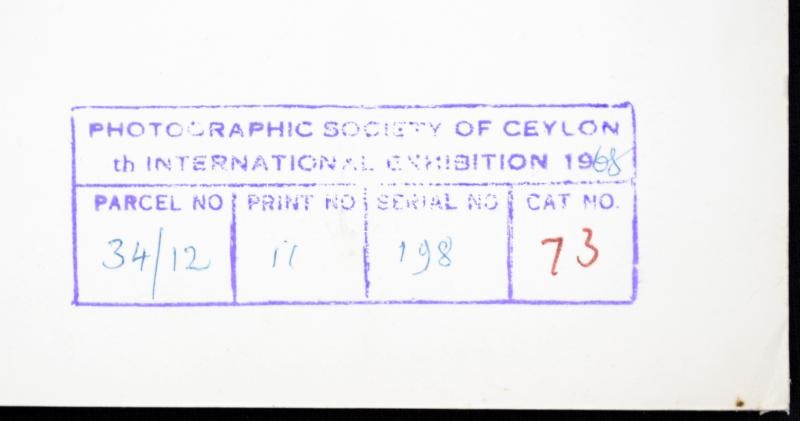 PHOTOGRAPHIC SOCIETY OF CEYLON
th INTERNATIONAL EXHIBITION 1968
PARCEL NO PRINT NO SERIAL NO CAT NO.
34/12 11 198 73